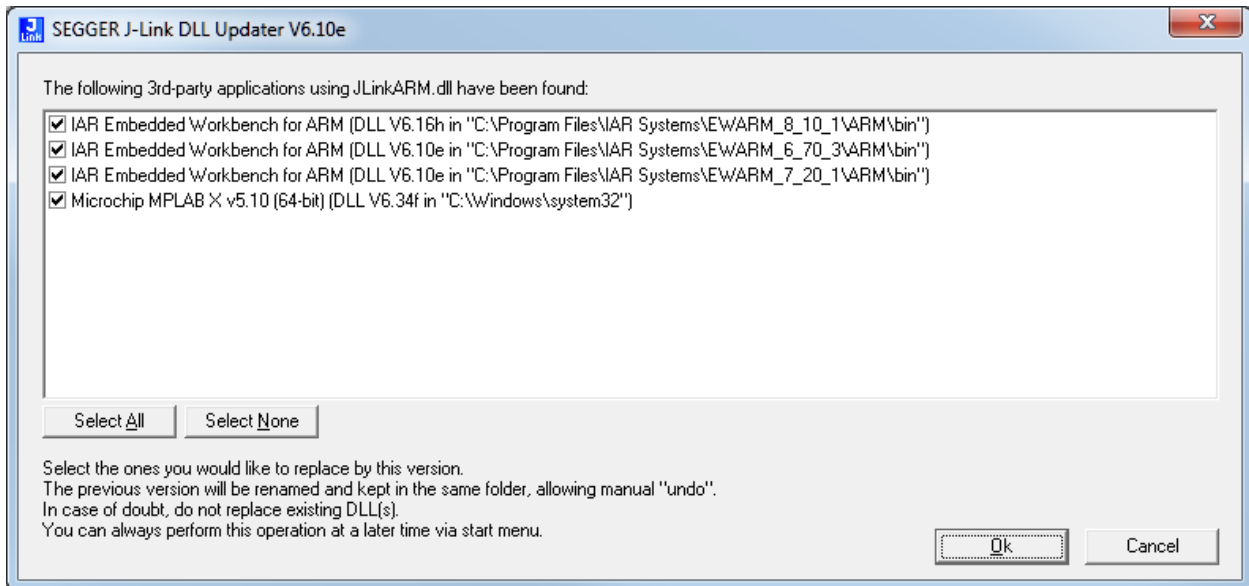 J
Link
SEGGER J-Link DLL Updater V6.10e
X
The following 3rd-party applications using JLinkARM.dll have been found:
IAR Embedded Workbench for ARM (DLL V6.16h in "C:\Program Files\IAR Systems\EWARM_8_10_1\ARM\bin")
IAR Embedded Workbench for ARM (DLL V6.10e in "C:\Program Files\IAR Systems\EWARM_6_70_3\ARM\bin")
IAR Embedded Workbench for ARM (DLL V6.10e in "C:\Program Files\IAR Systems\EWARM_7_20_1\ARM\bin")
Microchip MPLAB X v5.10 (64-bit) (DLL V6.34f in "C:\Windows\system32")
Select All
Select None
Select the ones you would like to replace by this version.
The previous version will be renamed and kept in the same folder, allowing manual "undo".
In case of doubt, do not replace existing DLL(s).
You can always perform this operation at a later time via start menu.
Ok
Cancel